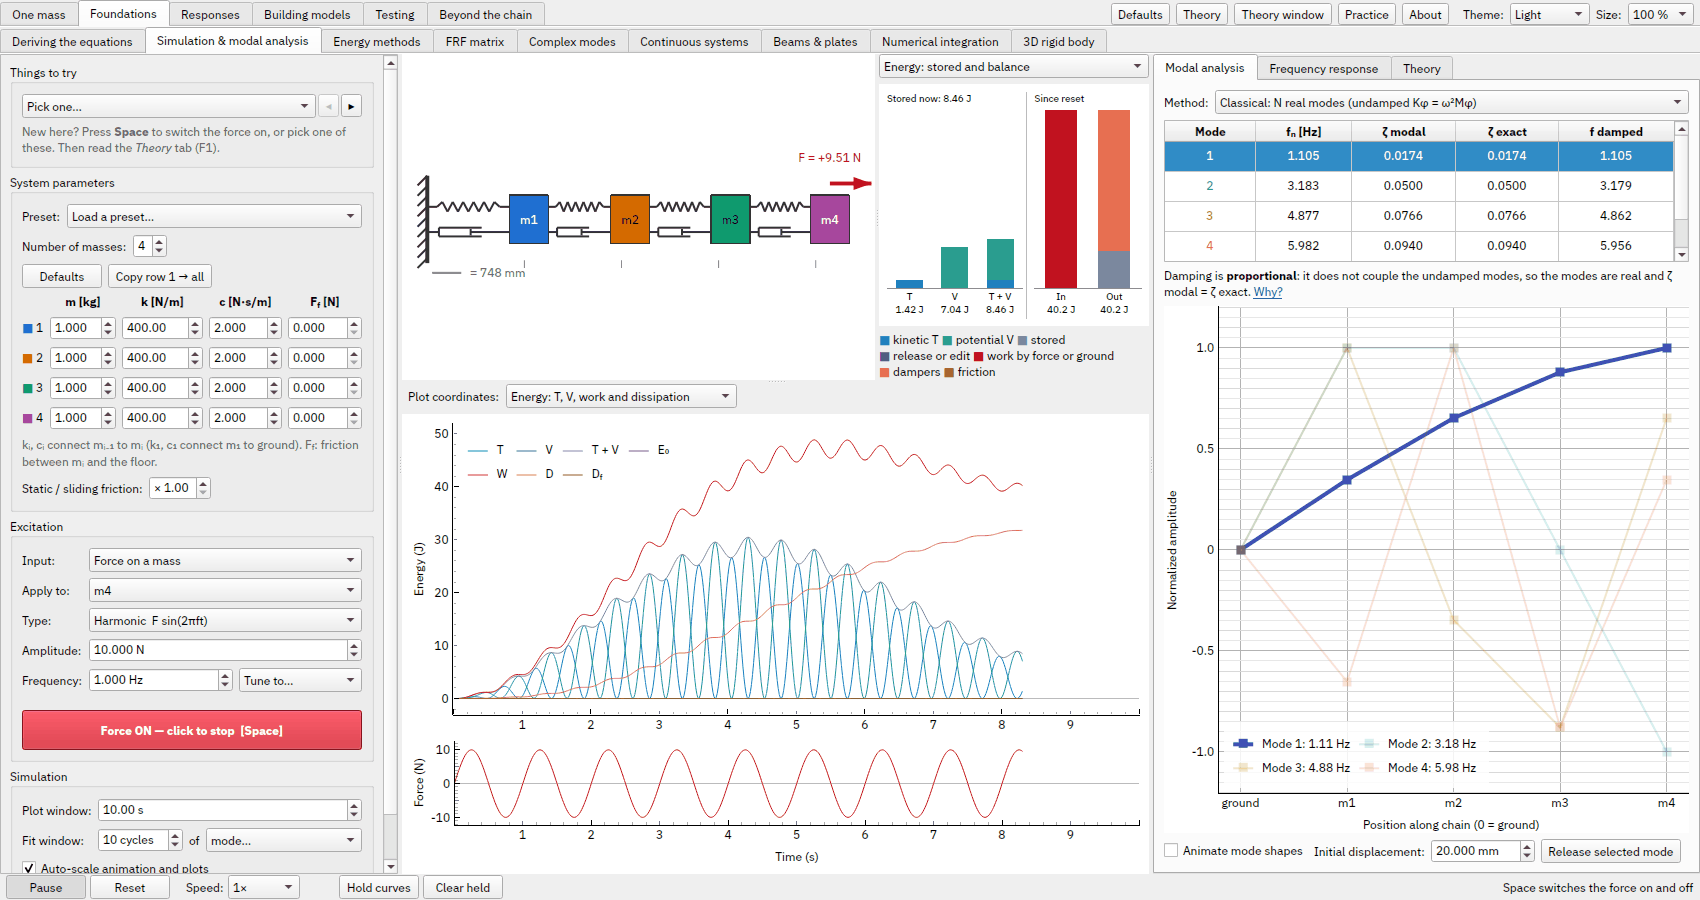 One mass Foundations Responses Building models Testing Beyond the chain Defaults Theory Theory window Practice About Theme: Light Size: 100 %
Deriving the equations Simulation & modal analysis Energy methods FRF matrix Complex modes Continuous systems Beams & plates Numerical integration 3D rigid body
Things to try
Pick one...
New here? Press Space to switch the force on, or pick one of
these. Then read the Theory tab (F1).
System parameters
Preset: Load a preset...
Number of masses: 4
Defaults Copy row 1 → all
m [kg] k [N/m] c [N·s/m] Ff [N]
1 1.000 400.00 2.000 0.000
2 1.000 400.00 2.000 0.000
3 1.000 400.00 2.000 0.000
4 1.000 400.00 2.000 0.000
kᵢ, cᵢ connect mᵢ₋₁ to mᵢ (k₁, c₁ connect m₁ to ground). Ff: friction
between mᵢ and the floor.
Static / sliding friction: × 1.00
Excitation
Input: Force on a mass
Apply to: m4
Type: Harmonic F sin(2πft)
Amplitude: 10.000 N
Frequency: 1.000 Hz Tune to...
Force ON — click to stop [Space]
Simulation
Plot window: 10.00 s
Fit window: 10 cycles of mode...
Auto-scale animation and plots
Pause Reset Speed: 1× Hold curves Clear held Space switches the force on and off
F = +9.51 N
m1 m2 m3 m4
= 748 mm
Energy: stored and balance
Stored now: 8.46 J Since reset
T V T + V In Out
1.42 J 7.04 J 8.46 J 40.2 J 40.2 J
kinetic T potential V stored
release or edit work by force or ground
dampers friction
Plot coordinates: Energy: T, V, work and dissipation
T V T + V E₀
W D Df
Energy (J)
50
40
30
20
10
0
1 2 3 4 5 6 7 8 9
Force (N)
10
0
-10
1 2 3 4 5 6 7 8 9
Time (s)
Modal analysis Frequency response Theory
Method: Classical: N real modes (undamped Kφ = ω²Mφ)
Mode fₙ [Hz] ζ modal ζ exact f damped
1 1.105 0.0174 0.0174 1.105
2 3.183 0.0500 0.0500 3.179
3 4.877 0.0766 0.0766 4.862
4 5.982 0.0940 0.0940 5.956
Damping is proportional: it does not couple the undamped modes, so the modes are real and ζ
modal = ζ exact. Why?
Normalized amplitude
1.0
0.5
0
-0.5
-1.0
Mode 1: 1.11 Hz Mode 2: 3.18 Hz
Mode 3: 4.88 Hz Mode 4: 5.98 Hz
ground m1 m2 m3 m4
Position along chain (0 = ground)
Animate mode shapes Initial displacement: 20.000 mm Release selected mode